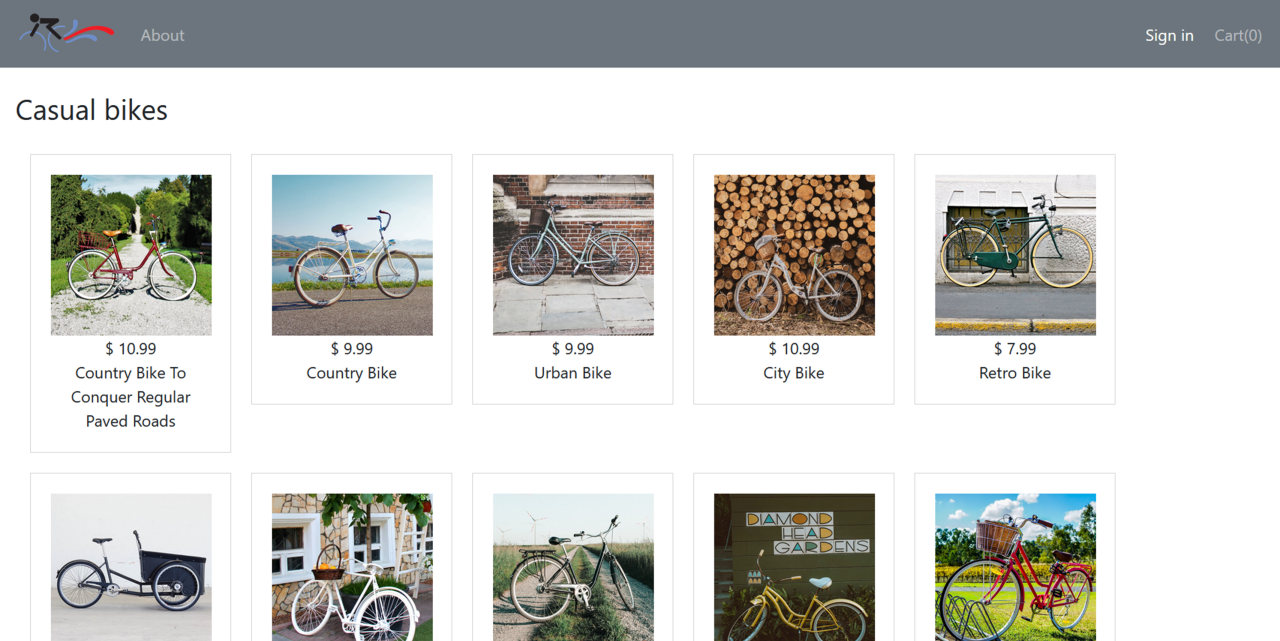 About
Sign in
Cart(0)
Casual bikes
$ 10.99
Country Bike To
Conquer Regular
Paved Roads
$ 9.99
Country Bike
$ 9.99
Urban Bike
$ 10.99
City Bike
$ 7.99
Retro Bike
DIAMOND
HEAD
GARDENS